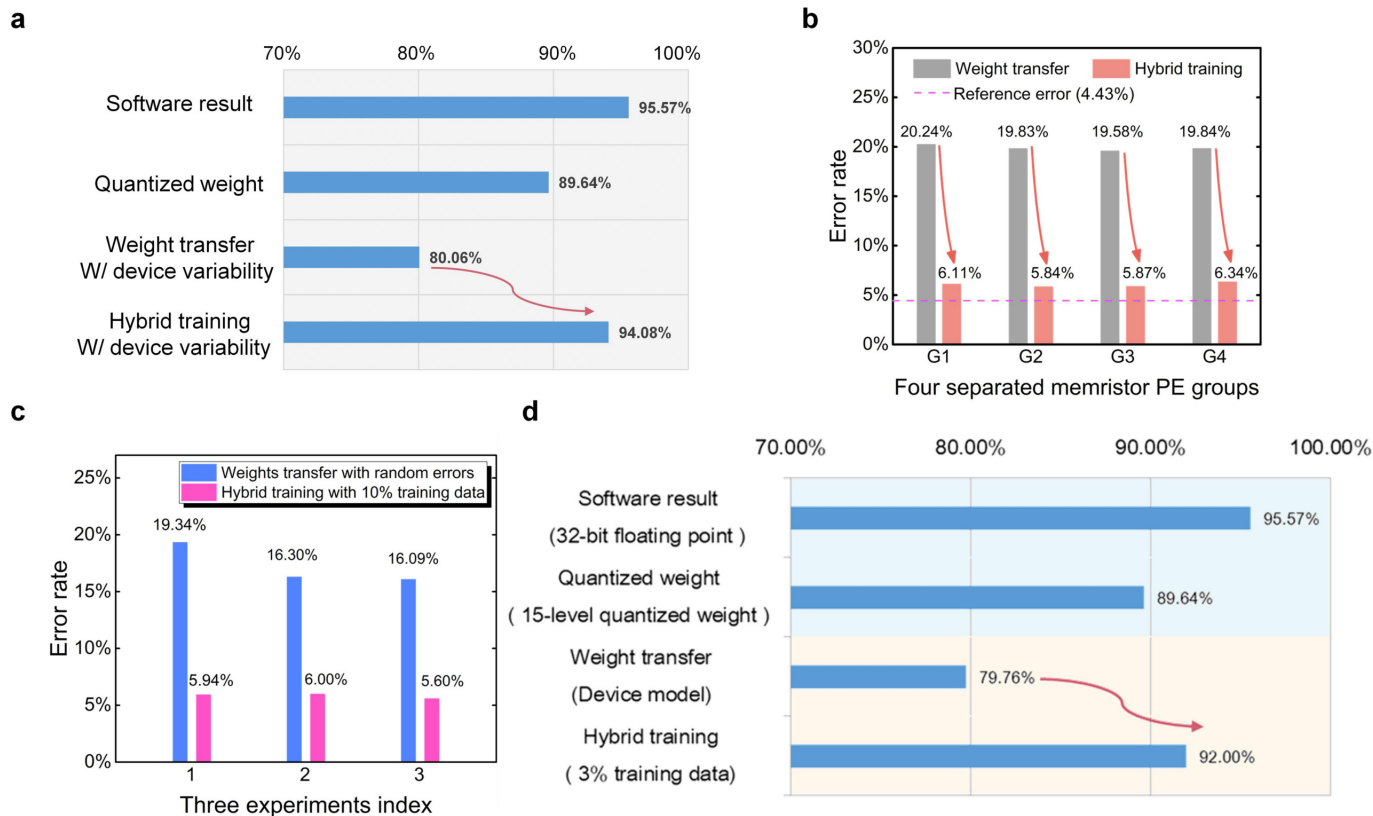 a
70% 80% 90% 100%
Software result
95.57%
Quantized weight
89.64%
Weight transfer
W/ device variability
80.06%
Hybrid training
W/ device variability
94.08%
b
30%
25%
20%
15%
10%
5%
0%
Error rate
Weight transfer Hybrid training
Reference error (4.43%)
20.24% 19.83% 19.58% 19.84%
6.11% 5.84% 5.87% 6.34%
G1 G2 G3 G4
Four separated memristor PE groups
c
25%
20%
15%
10%
5%
0%
Error rate
Weights transfer with random errors
Hybrid training with 10% training data
19.34%
16.30% 16.09%
5.94% 6.00% 5.60%
1 2 3
Three experiments index
d
70.00% 80.00% 90.00% 100.00%
Software result
(32-bit floating point )
95.57%
Quantized weight
( 15-level quantized weight )
89.64%
Weight transfer
(Device model)
79.76%
Hybrid training
( 3% training data)
92.00%